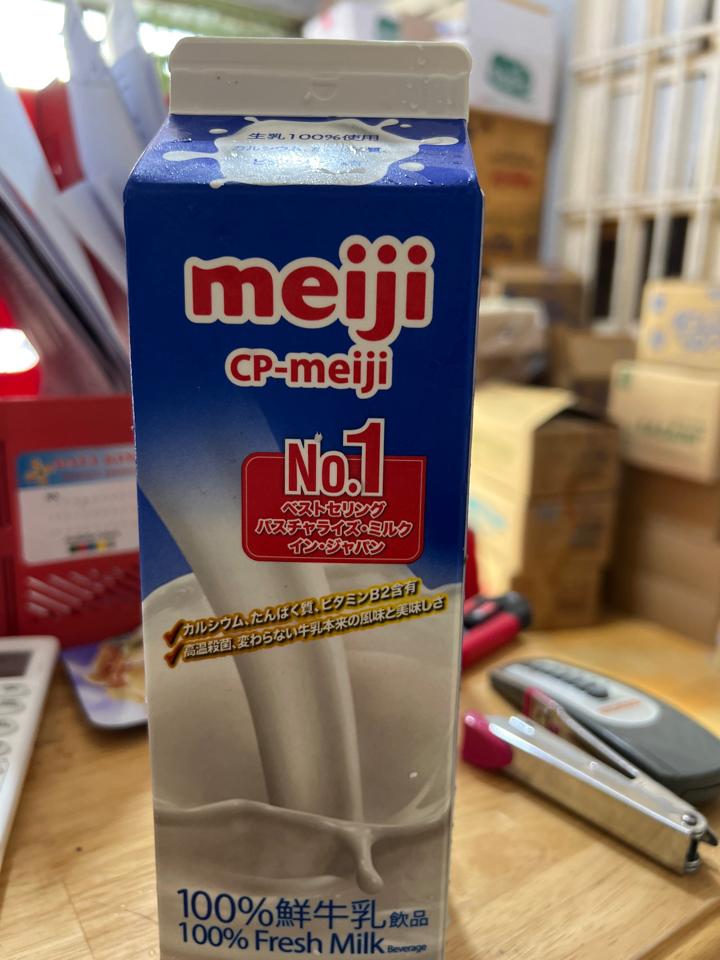 生乳100%使用
meiji
CP-meiji
No.1
ベストセリング
パスチャライズ・ミルク
イン・ジャパン
カルシウム、たんぱく質、ビタミンB2含有
高温殺菌、変わらない牛乳本来の風味と美味しさ
100%鮮牛乳飲品
100% Fresh Milk Beverage